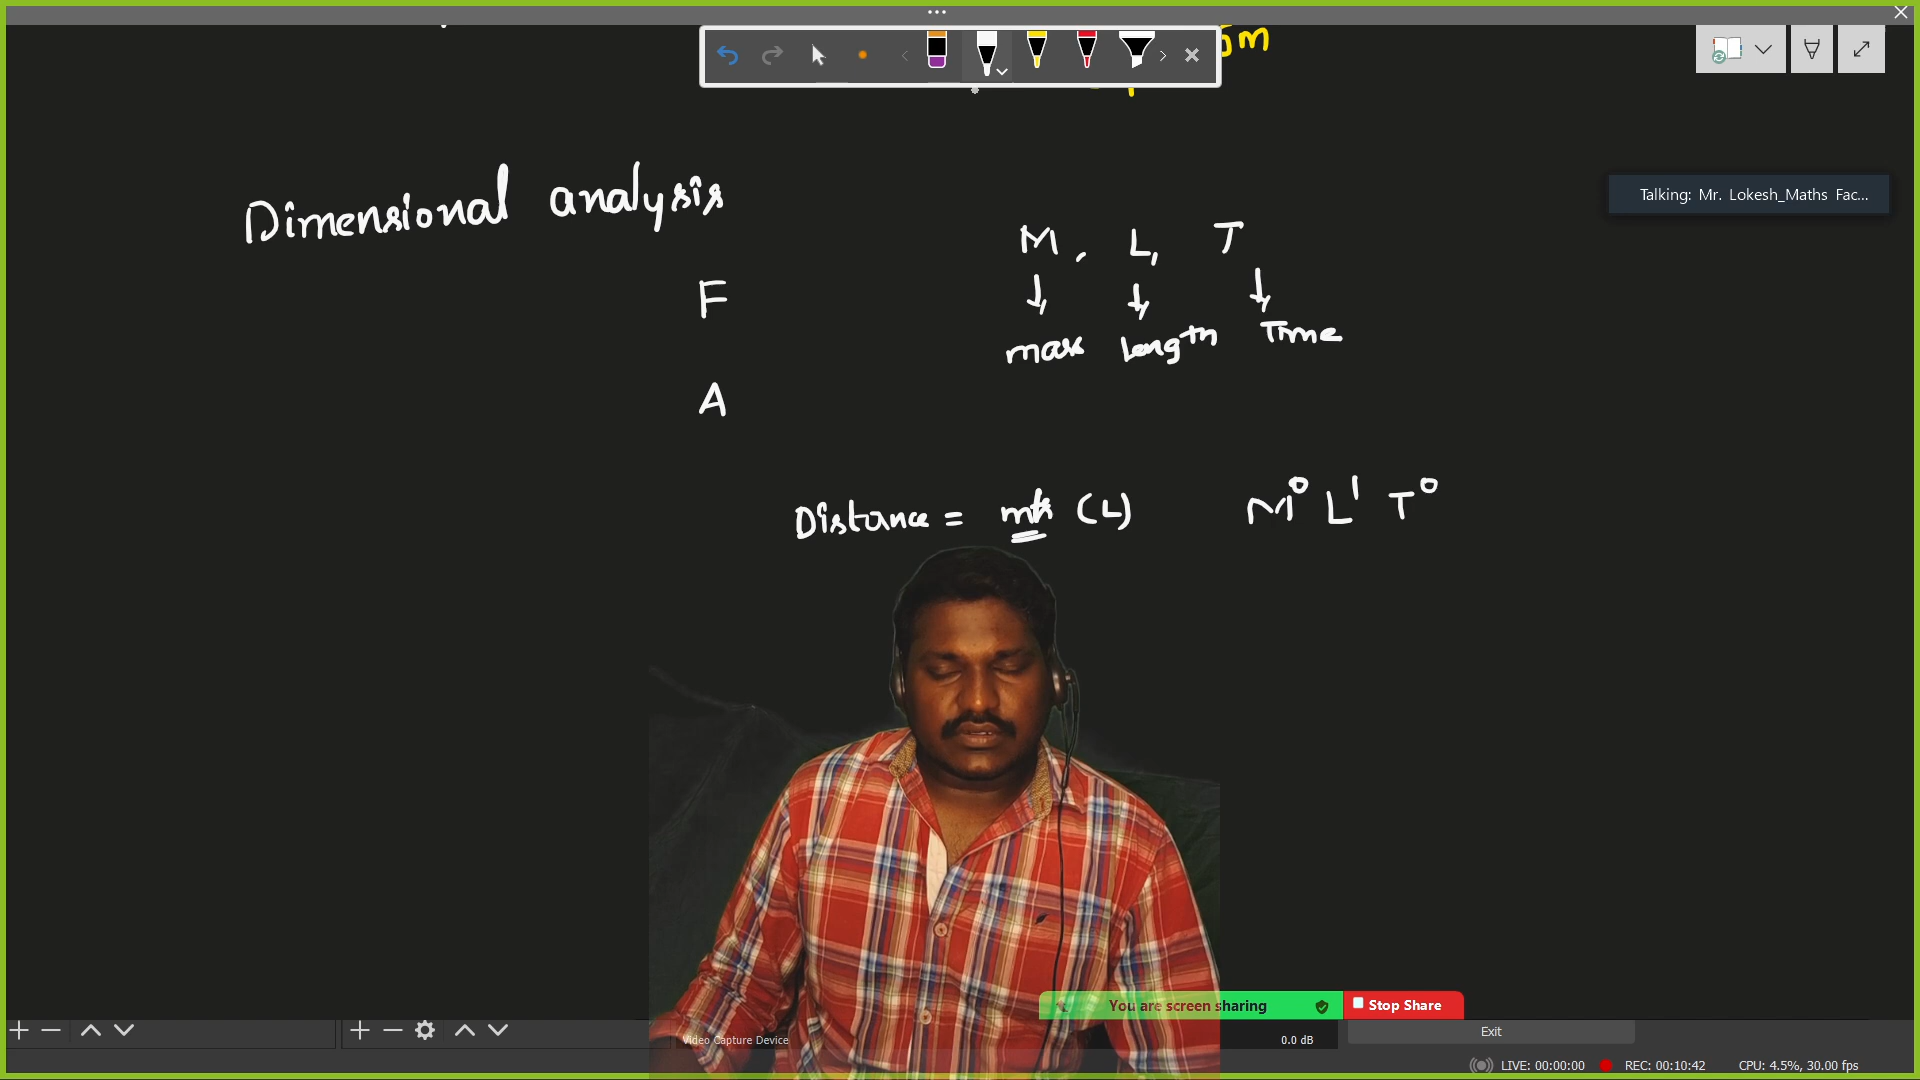 m
Talking: Mr. Lokesh_Maths Fac...
Dimensional analysis
M, L, T
F
mass length Time
A
Distance = (L) M⁰ L¹ T⁰
You are screen sharing Stop Share
Exit
Video Capture Device 0.0 dB
LIVE: 00:00:00 REC: 00:10:42 CPU: 4.5%, 30.00 fps